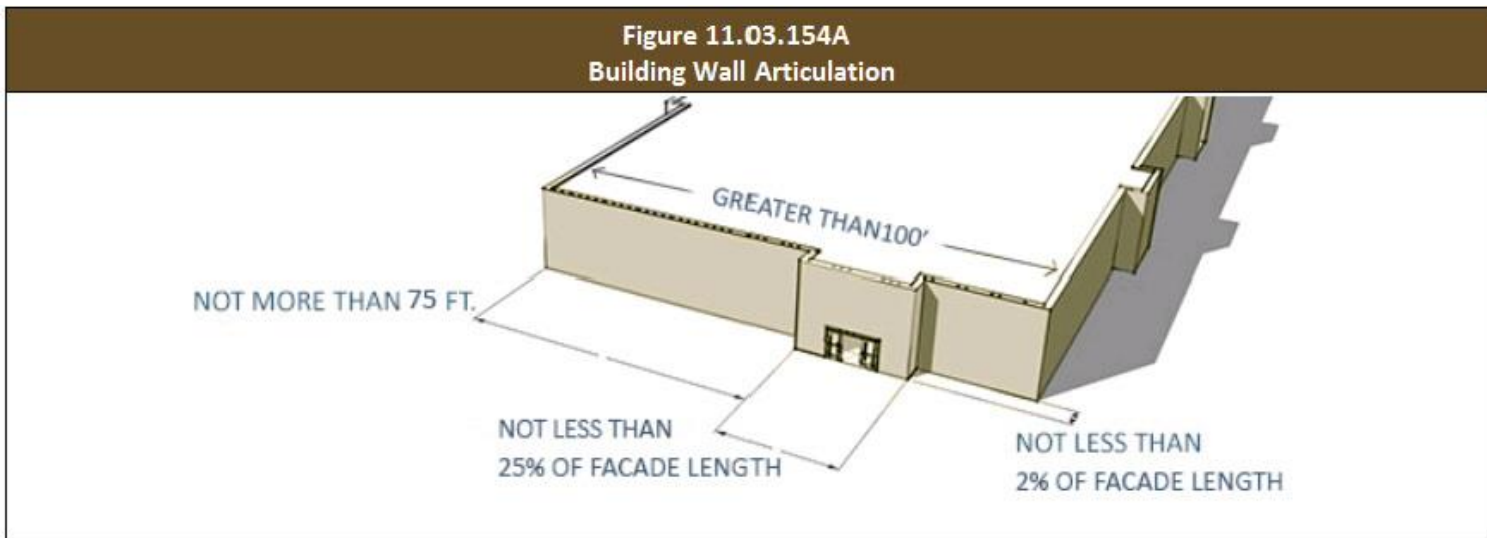 Figure 11.03.154A
Building Wall Articulation
GREATER THAN100'
NOT MORE THAN 75 FT.
NOT LESS THAN
25% OF FACADE LENGTH
NOT LESS THAN
2% OF FACADE LENGTH